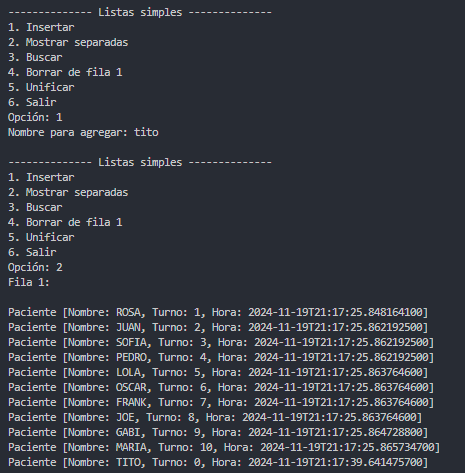 -------------- Listas simples --------------
1. Insertar
2. Mostrar separadas
3. Buscar
4. Borrar de fila 1
5. Unificar
6. Salir
Opción: 1
Nombre para agregar: tito
-------------- Listas simples --------------
1. Insertar
2. Mostrar separadas
3. Buscar
4. Borrar de fila 1
5. Unificar
6. Salir
Opción: 2
Fila 1:
Paciente [Nombre: ROSA, Turno: 1, Hora: 2024-11-19T21:17:25.848164100]
Paciente [Nombre: JUAN, Turno: 2, Hora: 2024-11-19T21:17:25.862192500]
Paciente [Nombre: SOFIA, Turno: 3, Hora: 2024-11-19T21:17:25.862192500]
Paciente [Nombre: PEDRO, Turno: 4, Hora: 2024-11-19T21:17:25.862192500]
Paciente [Nombre: LOLA, Turno: 5, Hora: 2024-11-19T21:17:25.863764600]
Paciente [Nombre: OSCAR, Turno: 6, Hora: 2024-11-19T21:17:25.863764600]
Paciente [Nombre: FRANK, Turno: 7, Hora: 2024-11-19T21:17:25.863764600]
Paciente [Nombre: JOE, Turno: 8, Hora: 2024-11-19T21:17:25.863764600]
Paciente [Nombre: GABI, Turno: 9, Hora: 2024-11-19T21:17:25.864728800]
Paciente [Nombre: MARIA, Turno: 10, Hora: 2024-11-19T21:17:25.865734700]
Paciente [Nombre: TITO, Turno: 0, Hora: 2024-11-19T21:17:39.641475700]